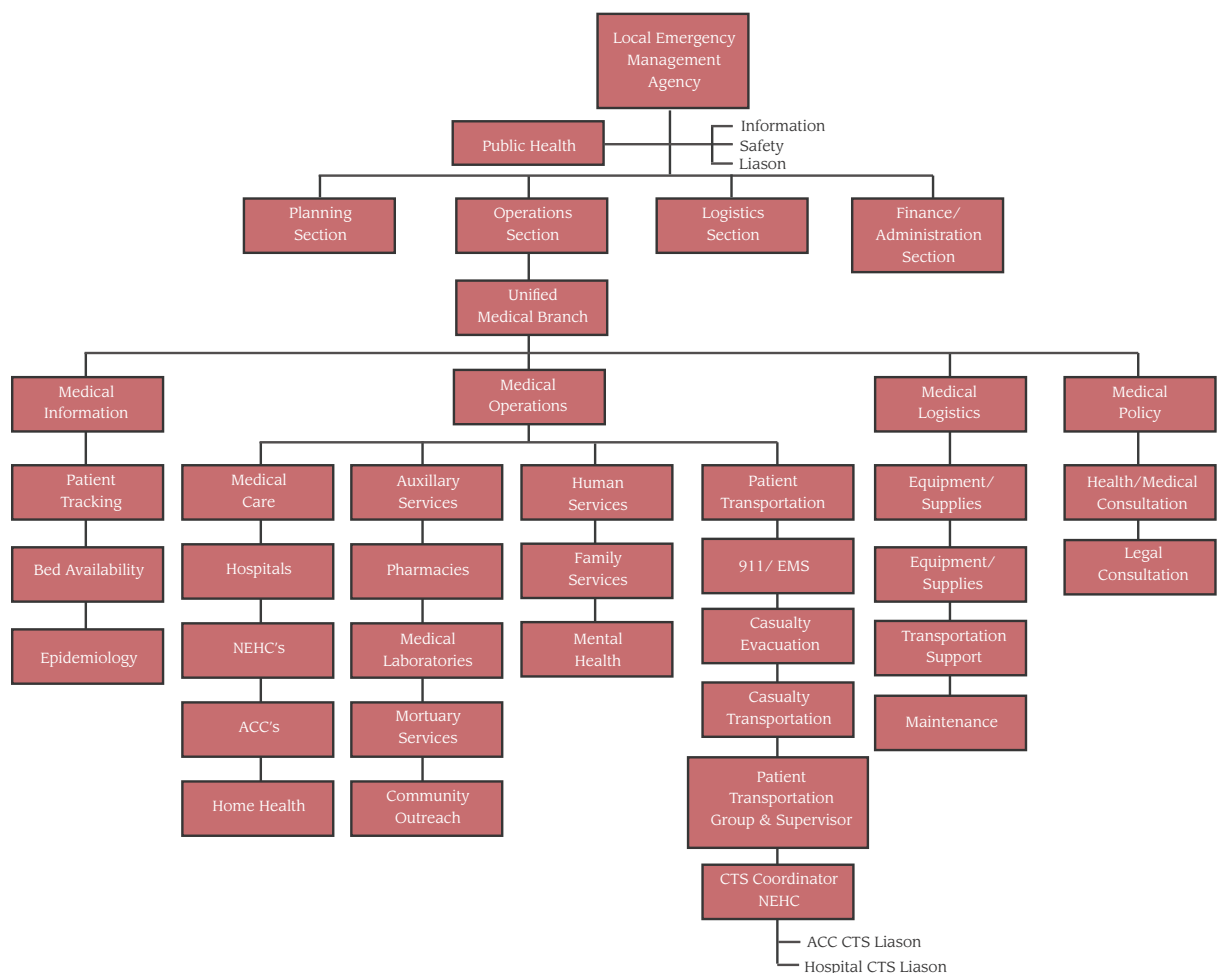 Local Emergency
Management
Agency
Public Health
Information
Safety
Liason
Planning
Section
Operations
Section
Logistics
Section
Finance/
Administration
Section
Unified
Medical Branch
Medical
Information
Medical
Operations
Medical
Logistics
Medical
Policy
Patient
Tracking
Bed Availability
Epidemiology
Medical
Care
Hospitals
NEHC's
ACC's
Home Health
Auxillary
Services
Pharmacies
Medical
Laboratories
Mortuary
Services
Community
Outreach
Human
Services
Family
Services
Mental
Health
Patient
Transportation
911/ EMS
Casualty
Evacuation
Casualty
Transportation
Patient
Transportation
Group & Supervisor
CTS Coordinator
NEHC
ACC CTS Liason
Hospital CTS Liason
Equipment/
Supplies
Equipment/
Supplies
Transportation
Support
Maintenance
Health/Medical
Consultation
Legal
Consultation